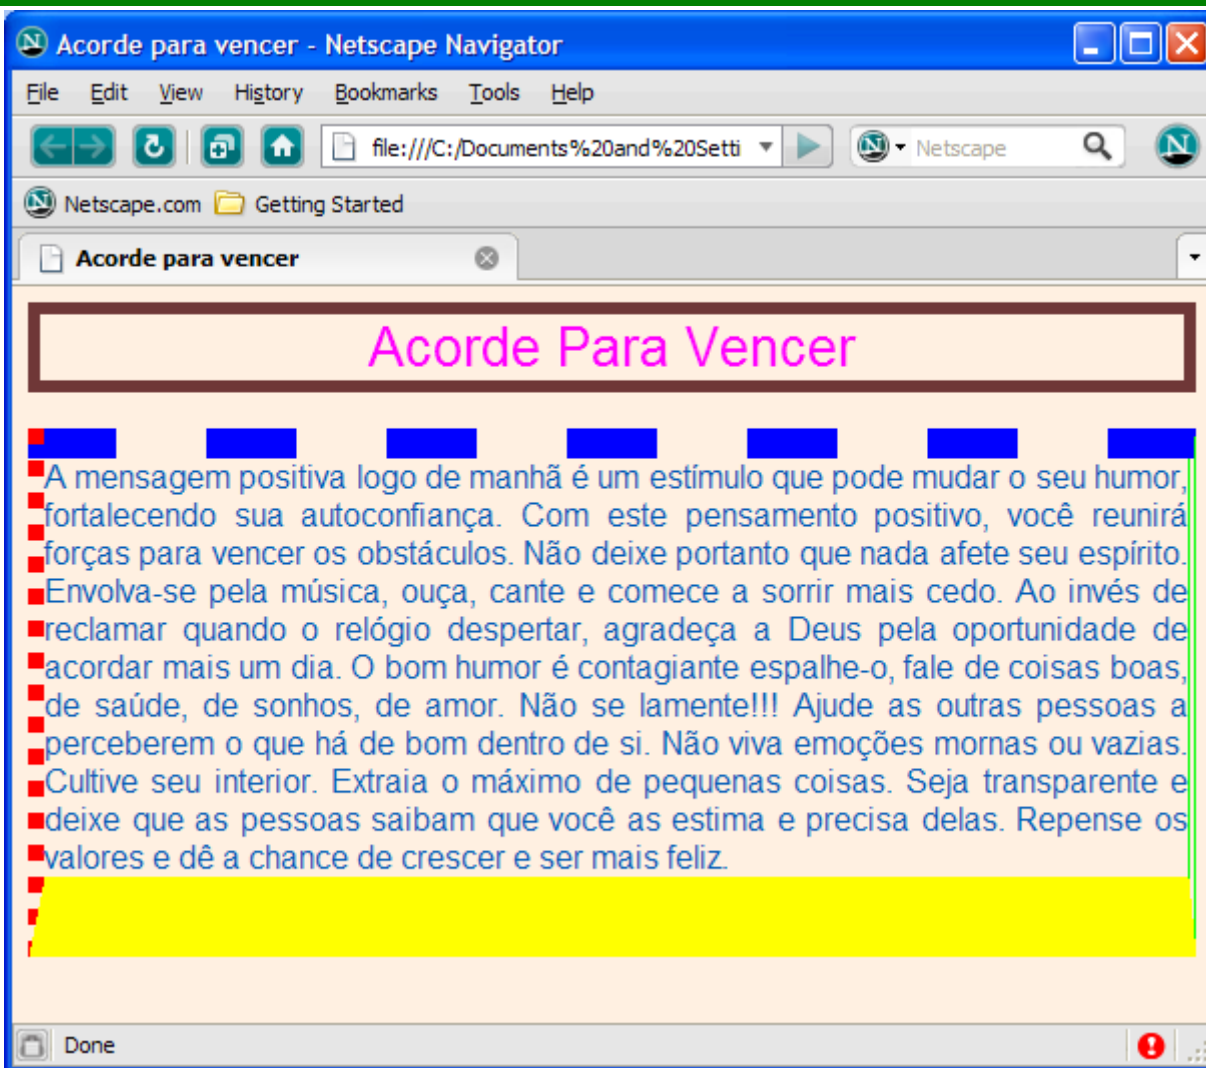 Acorde para vencer - Netscape Navigator
File Edit View History Bookmarks Tools Help
file:///C:/Documents%20and%20Setti Netscape
Netscape.com Getting Started
Acorde para vencer
Acorde Para Vencer
A mensagem positiva logo de manhã é um estímulo que pode mudar o seu humor,
fortalecendo sua autoconfiança. Com este pensamento positivo, você reunirá
forças para vencer os obstáculos. Não deixe portanto que nada afete seu espírito.
Envolva-se pela música, ouça, cante e comece a sorrir mais cedo. Ao invés de
reclamar quando o relógio despertar, agradeça a Deus pela oportunidade de
acordar mais um dia. O bom humor é contagiante espalhe-o, fale de coisas boas,
de saúde, de sonhos, de amor. Não se lamente!!! Ajude as outras pessoas a
perceberem o que há de bom dentro de si. Não viva emoções mornas ou vazias.
Cultive seu interior. Extraia o máximo de pequenas coisas. Seja transparente e
deixe que as pessoas saibam que você as estima e precisa delas. Repense os
valores e dê a chance de crescer e ser mais feliz.
Done